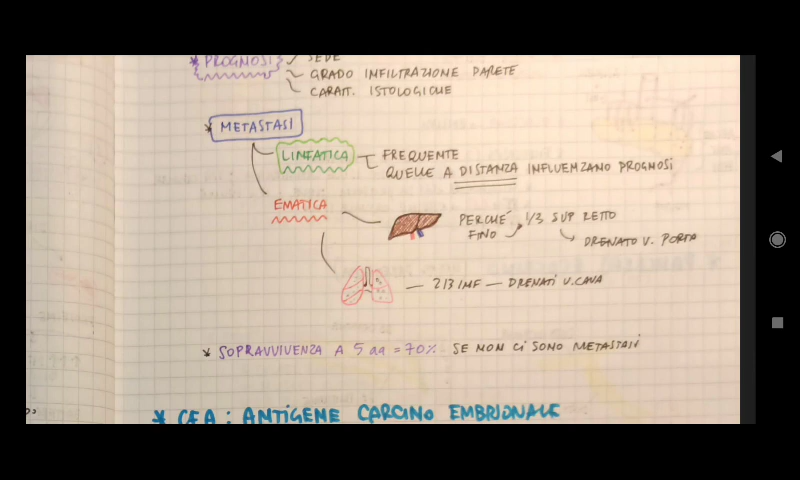 * PROGNOSI
SEDE
GRADO INFILTRAZIONE PARETE
CARATT. ISTOLOGICHE
* METASTASI
LINFATICA
FREQUENTE
QUELLE A DISTANZA INFLUENZANO PROGNOSI
EMATICA
PERCHÉ 1/3 SUP RETTO
FINO
DRENATO V. PORTA
2/3 INF — DRENATI V. CAVA
* SOPRAVVIVENZA A 5 aa = 70% SE NON CI SONO METASTASI
* CEA: ANTIGENE CARCINO EMBRIONALE